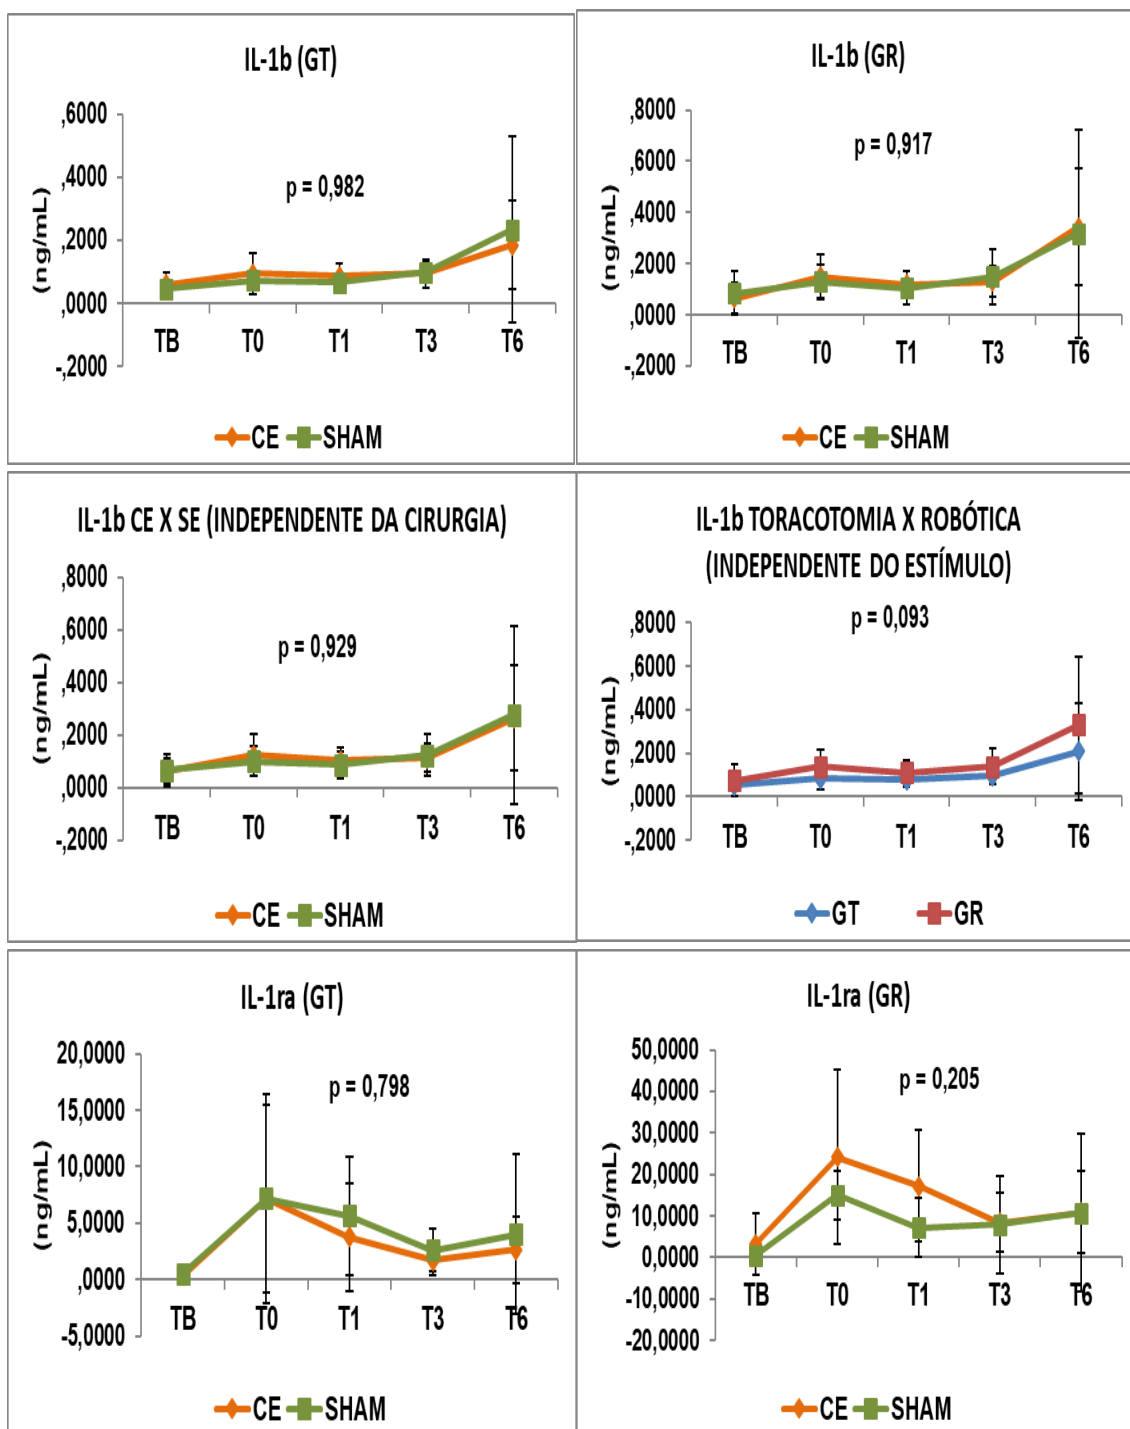 IL-1b (GT)
,6000
,4000
,2000
,0000
-,2000
(ng/mL)
p = 0,982
TB T0 T1 T3 T6
CE SHAM
IL-1b (GR)
,8000
,6000
,4000
,2000
,0000
-,2000
(ng/mL)
p = 0,917
TB T0 T1 T3 T6
CE SHAM
IL-1b CE X SE (INDEPENDENTE DA CIRURGIA)
,8000
,6000
,4000
,2000
,0000
-,2000
(ng/mL)
p = 0,929
TB T0 T1 T3 T6
CE SHAM
IL-1b TORACOTOMIA X ROBÓTICA
(INDEPENDENTE DO ESTÍMULO)
,8000
,6000
,4000
,2000
,0000
-,2000
(ng/mL)
p = 0,093
TB T0 T1 T3 T6
GT GR
IL-1ra (GT)
20,0000
15,0000
10,0000
5,0000
,0000
-5,0000
(ng/mL)
p = 0,798
TB T0 T1 T3 T6
CE SHAM
IL-1ra (GR)
50,0000
40,0000
30,0000
20,0000
10,0000
0,0000
-10,0000
-20,0000
(ng/mL)
p = 0,205
TB T0 T1 T3 T6
CE SHAM